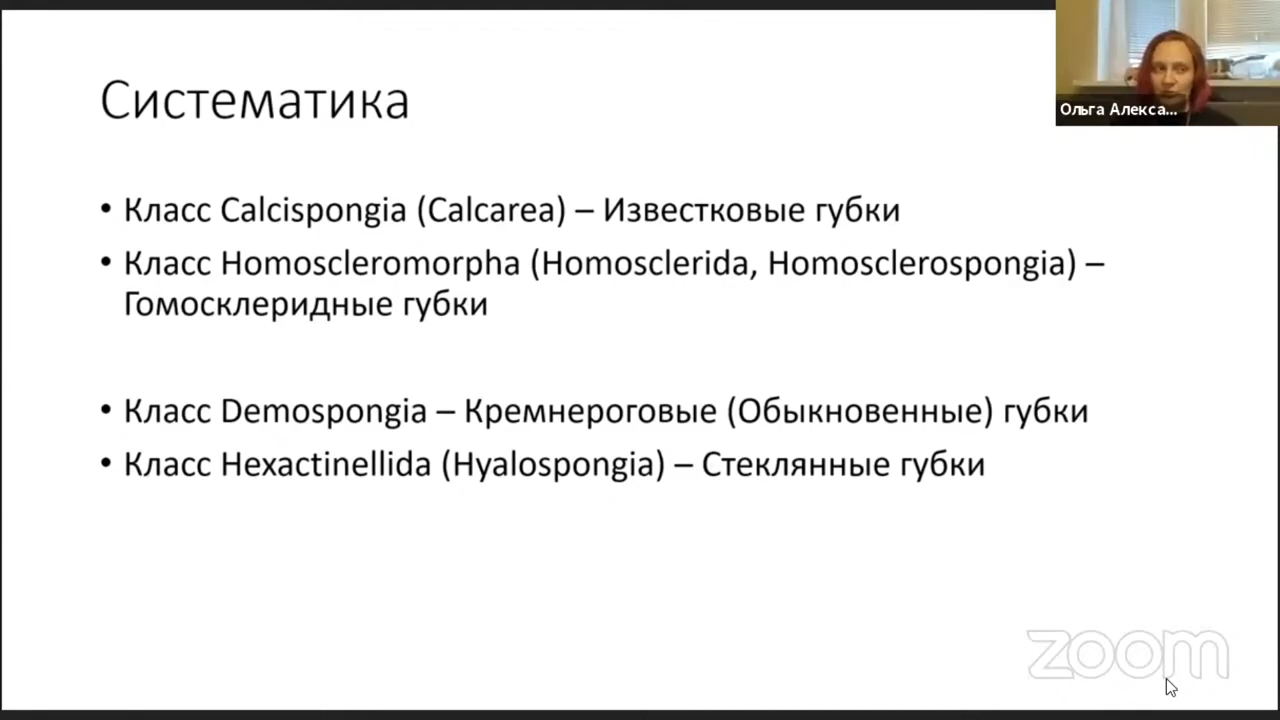 Систематика
Ольга Алекса...
• Класс Calcispongia (Calcarea) – Известковые губки
• Класс Homoscleromorpha (Homosclerida, Homosclerospongia) –
Гомосклеридные губки
• Класс Demospongia – Кремнероговые (Обыкновенные) губки
• Класс Hexactinellida (Hyalospongia) – Стеклянные губки
zoom